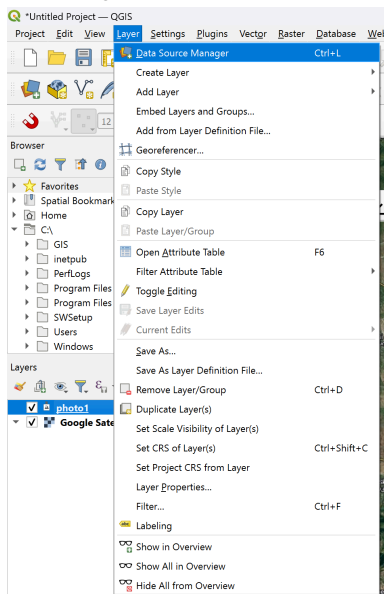 *Untitled Project — QGIS
Project Edit View Layer Settings Plugins Vector Raster Database
Data Source Manager Ctrl+L
Create Layer
Add Layer
Embed Layers and Groups...
Add from Layer Definition File...
Georeferencer...
Copy Style
Paste Style
Copy Layer
Paste Layer/Group
Open Attribute Table F6
Filter Attribute Table
Toggle Editing
Save Layer Edits
Current Edits
Save As...
Save As Layer Definition File...
Remove Layer/Group Ctrl+D
Duplicate Layer(s)
Set Scale Visibility of Layer(s)
Set CRS of Layer(s) Ctrl+Shift+C
Set Project CRS from Layer
Layer Properties...
Filter... Ctrl+F
abc Labeling
Show in Overview
Show All in Overview
Hide All from Overview
12
Browser
Favorites
Spatial Bookmark
Home
C:\
GIS
inetpub
PerfLogs
Program Files
Program Files
SWSetup
Users
Windows
Layers
photo1
Google Sate